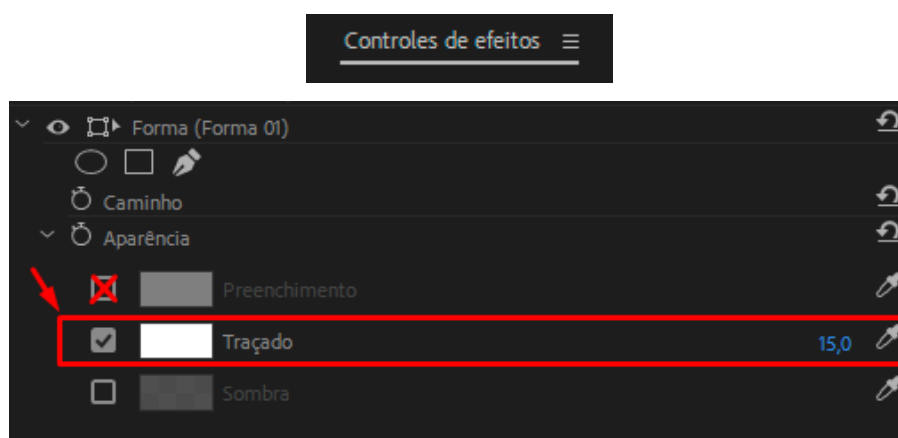 Controles de efeitos
Forma (Forma 01)
Caminho
Aparência
Preenchimento
Traçado 15,0
Sombra